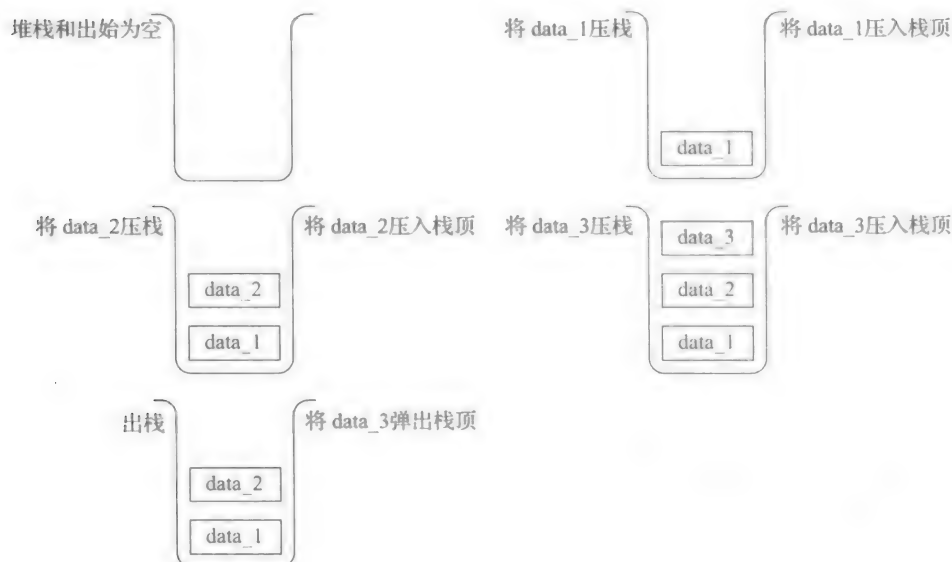 堆栈和出始为空
将 data_1压栈
data_1
将 data_1压入栈顶
将 data_2压栈
data_2
data_1
将 data_2压入栈顶
将 data_3压栈
data_3
data_2
data_1
将 data_3压入栈顶
出栈
data_2
data_1
将 data_3弹出栈顶